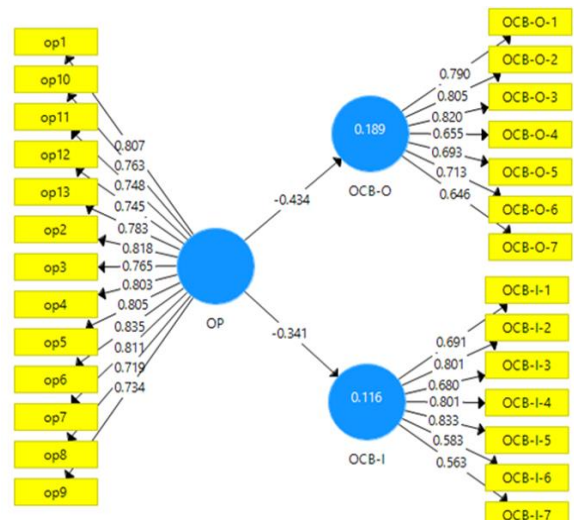 op1
op10
op11
op12
op13
op2
op3
op4
op5
op6
op7
op8
op9
0.807
0.763
0.748
0.745
0.783
0.818
0.765
0.803
0.805
0.835
0.811
0.719
0.734
OP
-0.434
-0.341
0.189
OCB-O
0.116
OCB-I
0.790
0.805
0.820
0.655
0.693
0.713
0.646
OCB-O-1
OCB-O-2
OCB-O-3
OCB-O-4
OCB-O-5
OCB-O-6
OCB-O-7
0.691
0.801
0.680
0.801
0.833
0.583
0.563
OCB-I-1
OCB-I-2
OCB-I-3
OCB-I-4
OCB-I-5
OCB-I-6
OCB-I-7